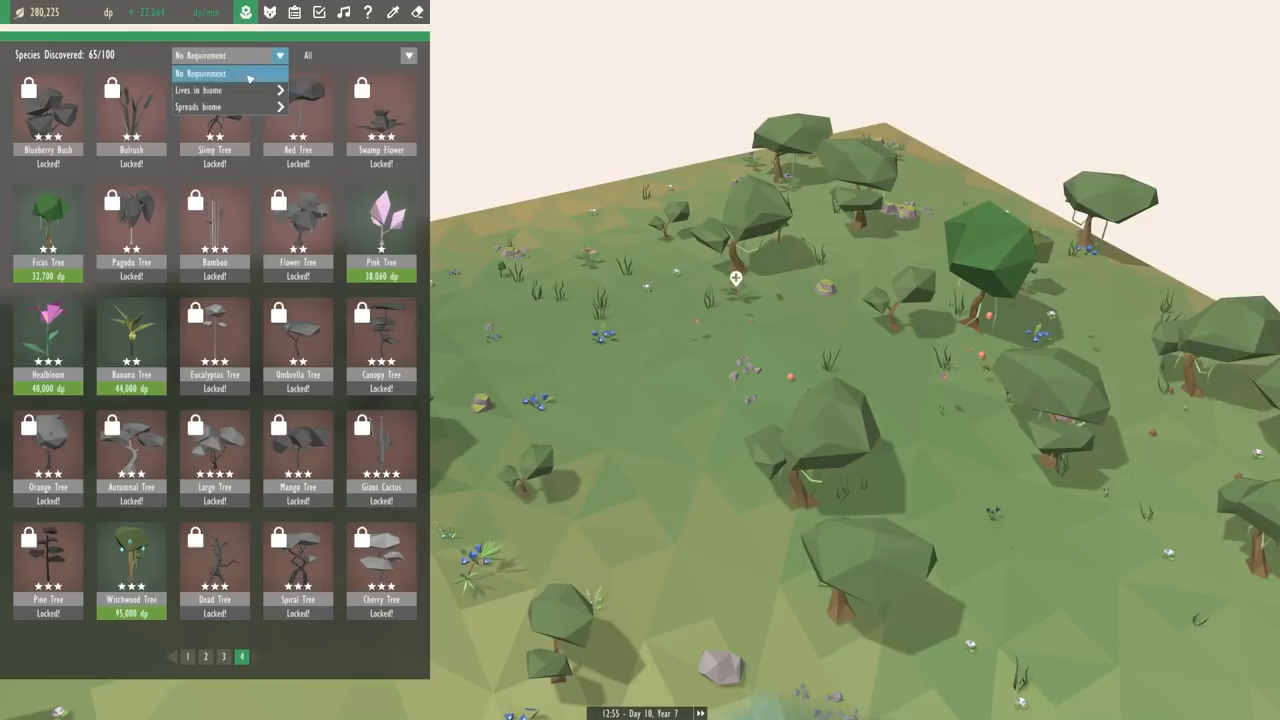 280,225 dp + 22.064 dp/min
Species Discovered: 65/100 No Requirement All
No Requirement
Lives in biome
Spreads biome
Blueberry Bush Bulrush Slimy Tree Red Tree Swamp Flower
Locked! Locked! Locked! Locked! Locked!
Ficus Tree Pagoda Tree Bamboo Flower Tree Pink Tree
32,700 dp Locked! Locked! Locked! 38,060 dp
Healbloom Banana Tree Eucalyptus Tree Umbrella Tree Canopy Tree
40,000 dp 44,000 dp Locked! Locked! Locked!
Orange Tree Autumnal Tree Large Tree Mango Tree Giant Cactus
Locked! Locked! Locked! Locked! Locked!
Pine Tree Witchwood Tree Dead Tree Spiral Tree Cherry Tree
Locked! 95,000 dp Locked! Locked! Locked!
1 2 3 4
12:55 - Day 10, Year 7